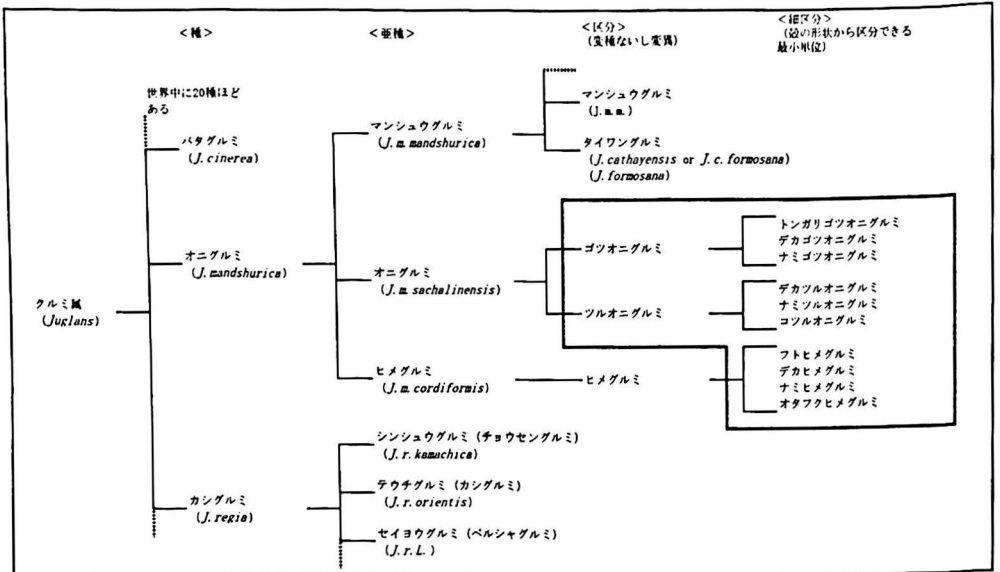 <種>
<亜種>
<区分>
(変種ないし変異)
<細区分>
(殻の形状から区分できる
最小単位)
世界中に20種ほど
ある
バタグルミ
(J.cinerea)
オニグルミ
(J.mandshurica)
クルミ属
(Juglans)
カシグルミ
(J.regia)
マンシュウグルミ
(J.m.mandshurica)
オニグルミ
(J.m.sachalinensis)
ヒメグルミ
(J.m.cordiformis)
シンシュウグルミ (チョウセングルミ)
(J.r.kamachica)
テウチグルミ (カシグルミ)
(J.r.orientis)
セイヨウグルミ (ペルシャグルミ)
(J.r.L.)
マンシュウグルミ
(J.m.m.)
タイワングルミ
(J.cathayensis or J.c.formosana)
(J.formosana)
ゴツオニグルミ
ツルオニグルミ
ヒメグルミ
トンガリゴツオニグルミ
デカゴツオニグルミ
ナミゴツオニグルミ
デカツルオニグルミ
ナミツルオニグルミ
コツルオニグルミ
フトヒメグルミ
デカヒメグルミ
ナミヒメグルミ
オタフクヒメグルミ